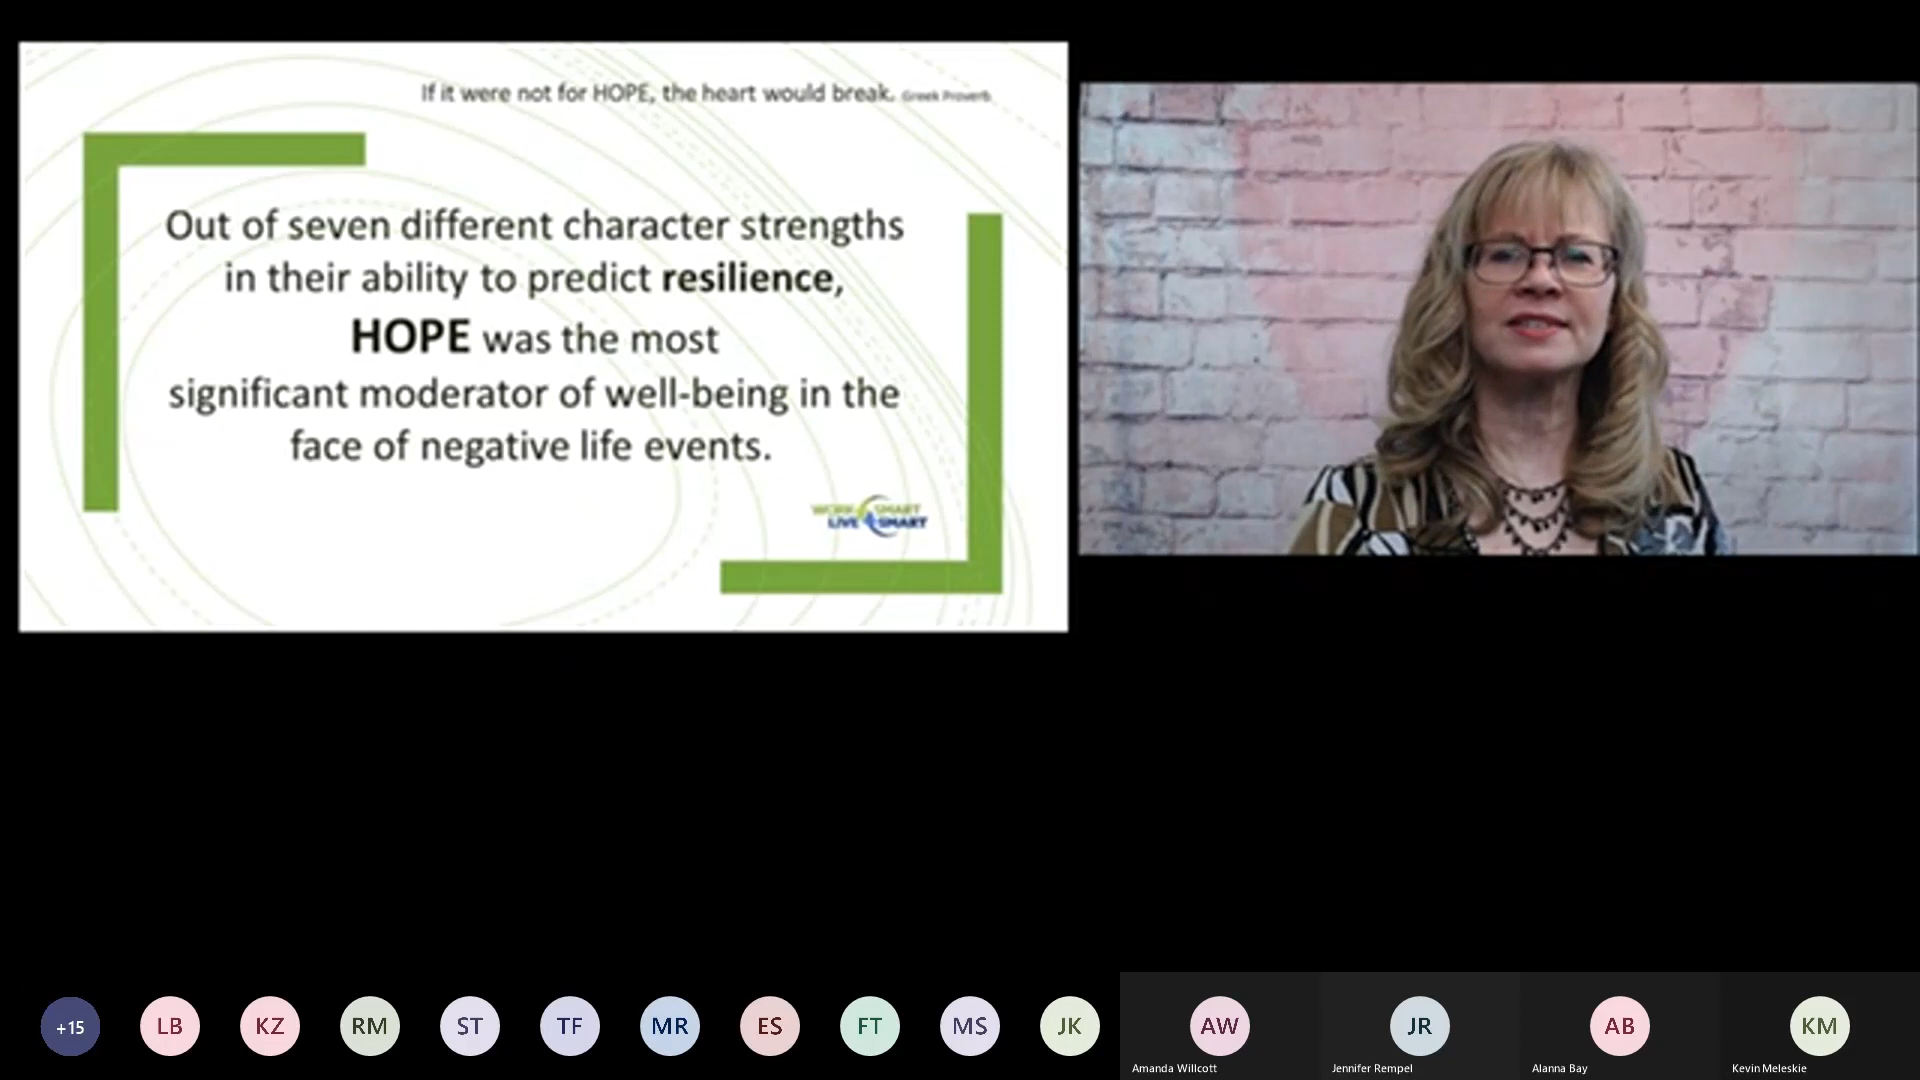 If it were not for HOPE, the heart would break. Greek Proverb
Out of seven different character strengths
in their ability to predict resilience,
HOPE was the most
significant moderator of well-being in the
face of negative life events.
WORK SMART
LIVE SMART
+15
LB
KZ
RM
ST
TF
MR
ES
FT
MS
JK
AW
JR
AB
KM
Amanda Willcott
Jennifer Rempel
Alanna Bay
Kevin Meleskie